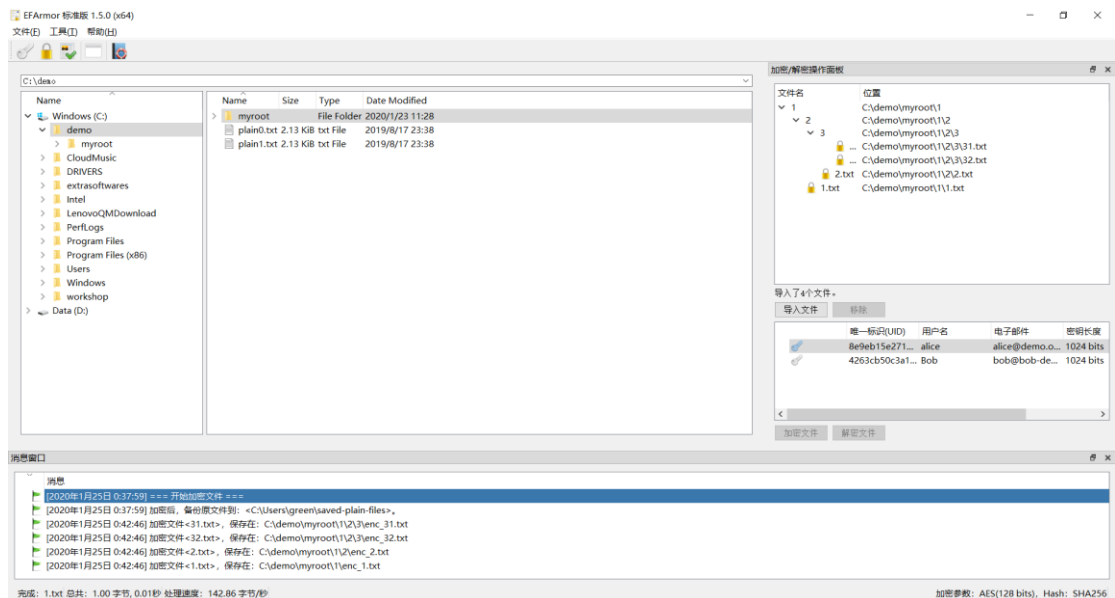 EFArmor 标准版 1.5.0 (x64)
文件(F) 工具(T) 帮助(H)
C:\demo
Name
Windows (C:)
demo
myroot
CloudMusic
DRIVERS
extrasoftwares
Intel
LenovoQMDownload
PerfLogs
Program Files
Program Files (x86)
Users
Windows
workshop
Data (D:)
Name Size Type Date Modified
myroot File Folder 2020/1/23 11:28
plain0.txt 2.13 KiB txt File 2019/8/17 23:38
plain1.txt 2.13 KiB txt File 2019/8/17 23:38
加密/解密操作面板
文件名 位置
1 C:\demo\myroot\1
2 C:\demo\myroot\1\2
3 C:\demo\myroot\1\2\3
... C:\demo\myroot\1\2\3\31.txt
... C:\demo\myroot\1\2\3\32.txt
2.txt C:\demo\myroot\1\2\2.txt
1.txt C:\demo\myroot\1\1.txt
导入了4个文件。
导入文件 移除
唯一标识(UID) 用户名 电子邮件 密钥长度
8e9eb15e271... alice alice@demo.o... 1024 bits
4263cb50c3a1... Bob bob@bob-de... 1024 bits
加密文件 解密文件
消息窗口
消息
[2020年1月25日 0:37:59] === 开始加密文件 ===
[2020年1月25日 0:37:59] 加密后，备份原文件到：<C:\Users\green\saved-plain-files>。
[2020年1月25日 0:42:46] 加密文件<31.txt>，保存在：C:\demo\myroot\1\2\3\enc_31.txt
[2020年1月25日 0:42:46] 加密文件<32.txt>，保存在：C:\demo\myroot\1\2\3\enc_32.txt
[2020年1月25日 0:42:46] 加密文件<2.txt>，保存在：C:\demo\myroot\1\2\enc_2.txt
[2020年1月25日 0:42:46] 加密文件<1.txt>，保存在：C:\demo\myroot\1\enc_1.txt
完成：1.txt 总共：1.00 字节, 0.01秒 处理速度：142.86 字节/秒
加密参数：AES(128 bits)，Hash：SHA256